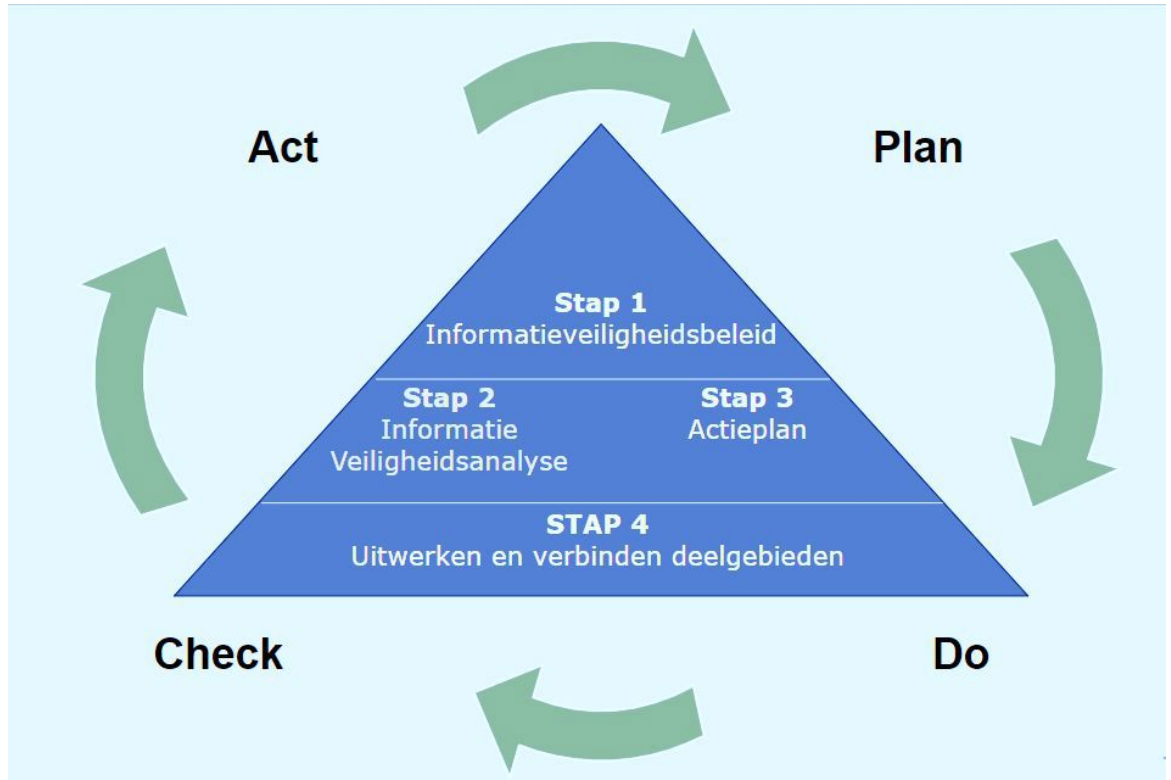 Act
Plan
Stap 1
Informatieveiligheidsbeleid
Stap 2
Informatie
Veiligheidsanalyse
Stap 3
Actieplan
STAP 4
Uitwerken en verbinden deelgebieden
Check
Do